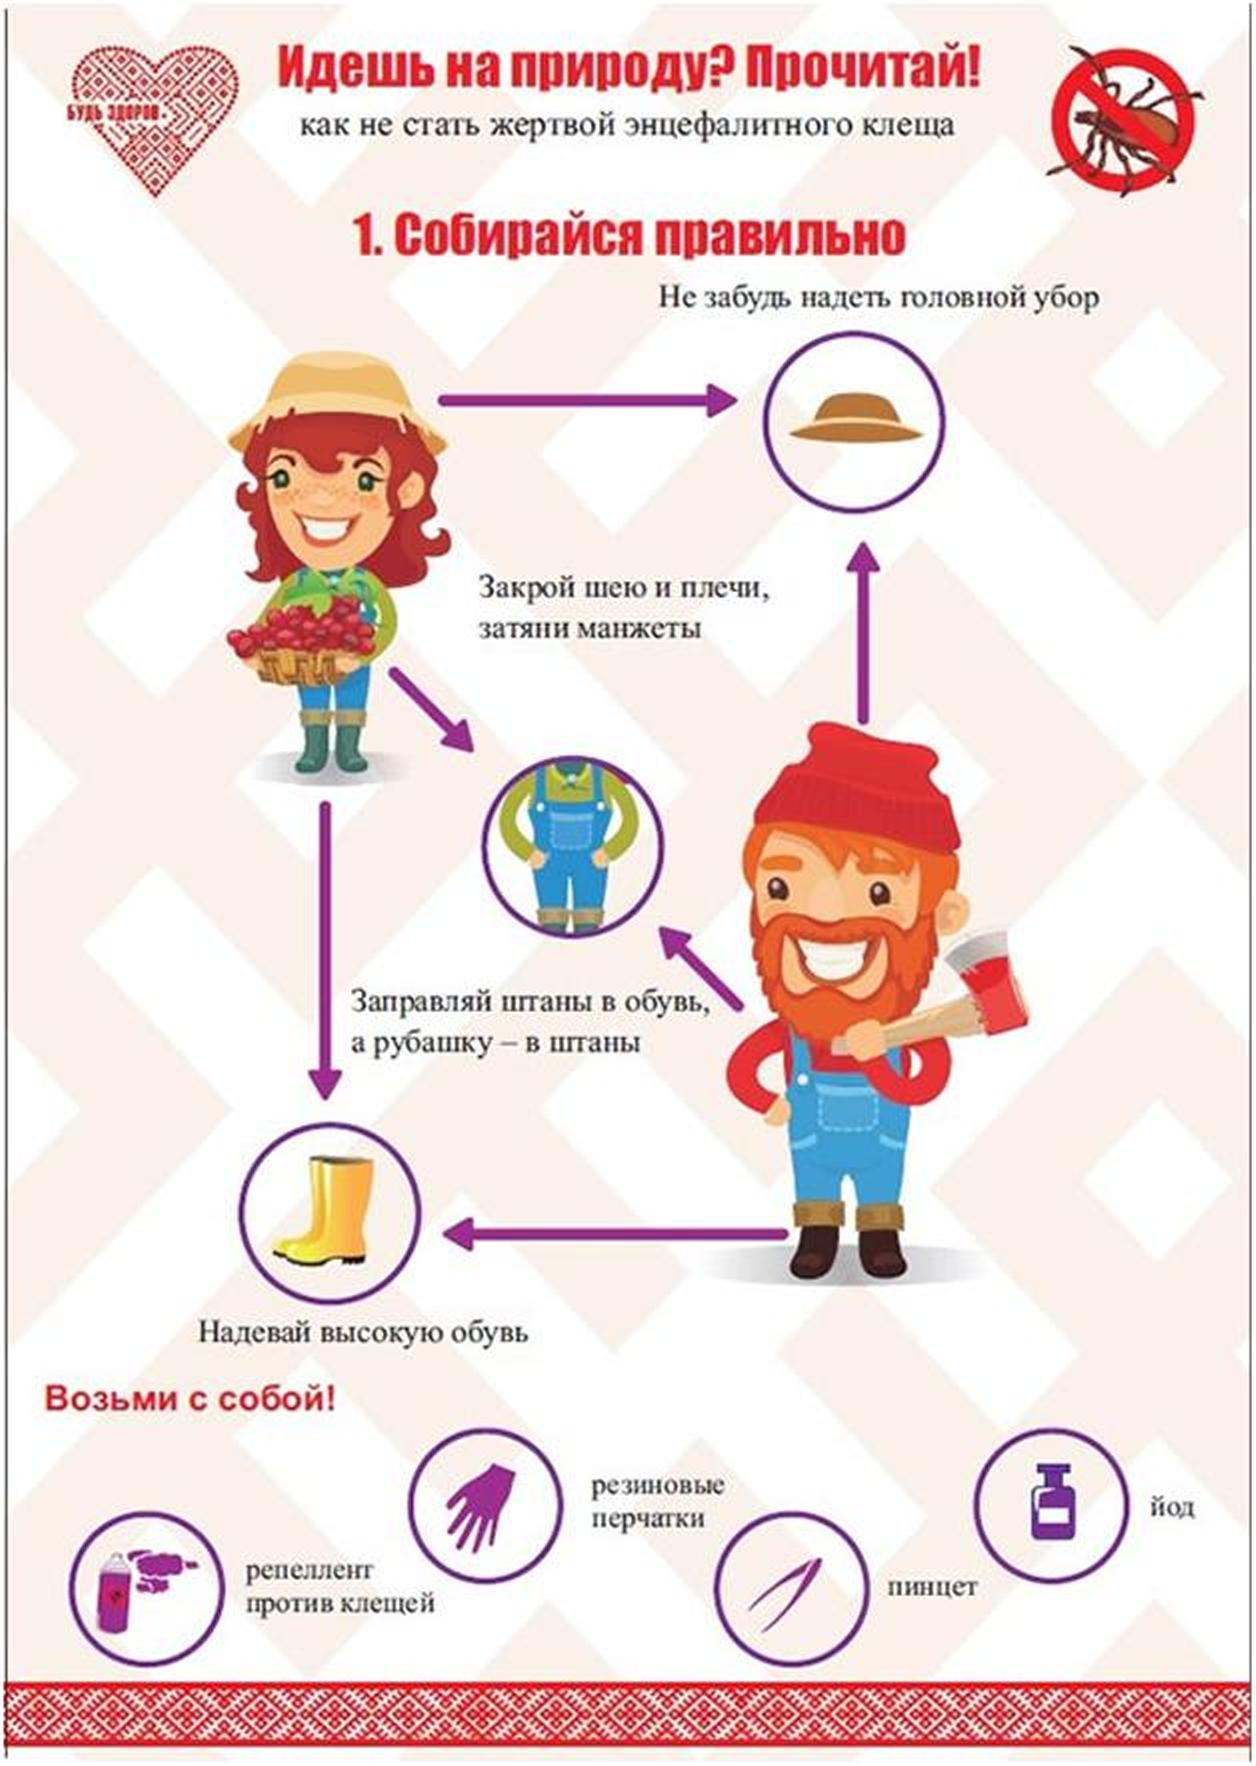 БУДЬ ЗДОРОВ
Идешь на природу? Прочитай!
как не стать жертвой энцефалитного клеща
1. Собирайся правильно
Не забудь надеть головной убор
Закрой шею и плечи,
затяни манжеты
Заправляй штаны в обувь,
а рубашку – в штаны
Надевай высокую обувь
Возьми с собой!
репеллент
против клещей
резиновые
перчатки
пинцет
йод